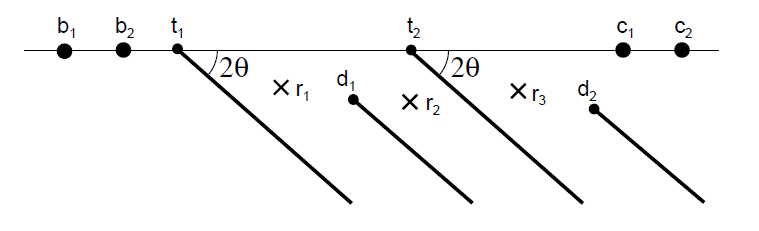 b₁ b₂ t₁ t₂ c₁ c₂
2θ 2θ
r₁ d₁ r₂ r₃ d₂